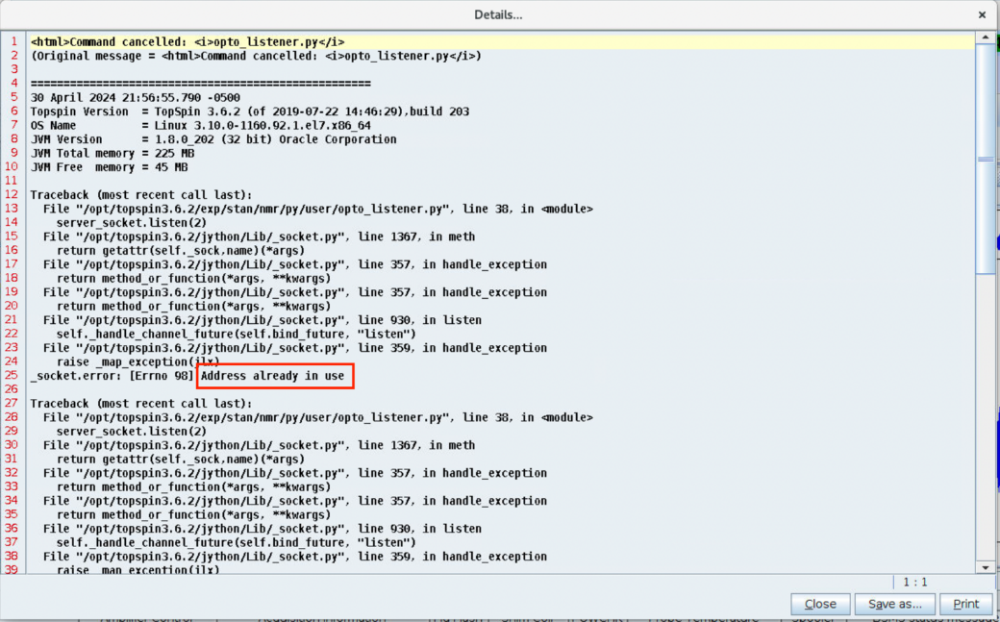 Details...
1 <html>Command cancelled: <i>opto_listener.py</i>
2 (Original message = <html>Command cancelled: <i>opto_listener.py</i>)
3
4 ====================================================
5 30 April 2024 21:56:55.790 -0500
6 Topspin Version  = TopSpin 3.6.2 (of 2019-07-22 14:46:29),build 203
7 OS Name          = Linux 3.10.0-1160.92.1.el7.x86_64
8 JVM Version      = 1.8.0_202 (32 bit) Oracle Corporation
9 JVM Total memory = 225 MB
10 JVM Free  memory = 45 MB
11
12 Traceback (most recent call last):
13   File "/opt/topspin3.6.2/exp/stan/nmr/py/user/opto_listener.py", line 38, in <module>
14     server_socket.listen(2)
15   File "/opt/topspin3.6.2/jython/Lib/_socket.py", line 1367, in meth
16     return getattr(self._sock,name)(*args)
17   File "/opt/topspin3.6.2/jython/Lib/_socket.py", line 357, in handle_exception
18     return method_or_function(*args, **kwargs)
19   File "/opt/topspin3.6.2/jython/Lib/_socket.py", line 357, in handle_exception
20     return method_or_function(*args, **kwargs)
21   File "/opt/topspin3.6.2/jython/Lib/_socket.py", line 930, in listen
22     self._handle_channel_future(self.bind_future, "listen")
23   File "/opt/topspin3.6.2/jython/Lib/_socket.py", line 359, in handle_exception
24     raise _map_exception(jlx)
25 _socket.error: [Errno 98] Address already in use
26
27 Traceback (most recent call last):
28   File "/opt/topspin3.6.2/exp/stan/nmr/py/user/opto_listener.py", line 38, in <module>
29     server_socket.listen(2)
30   File "/opt/topspin3.6.2/jython/Lib/_socket.py", line 1367, in meth
31     return getattr(self._sock,name)(*args)
32   File "/opt/topspin3.6.2/jython/Lib/_socket.py", line 357, in handle_exception
33     return method_or_function(*args, **kwargs)
34   File "/opt/topspin3.6.2/jython/Lib/_socket.py", line 357, in handle_exception
35     return method_or_function(*args, **kwargs)
36   File "/opt/topspin3.6.2/jython/Lib/_socket.py", line 930, in listen
37     self._handle_channel_future(self.bind_future, "listen")
38   File "/opt/topspin3.6.2/jython/Lib/_socket.py", line 359, in handle_exception
39     raise _map_exception(jlx)
1 : 1
Close Save as... Print